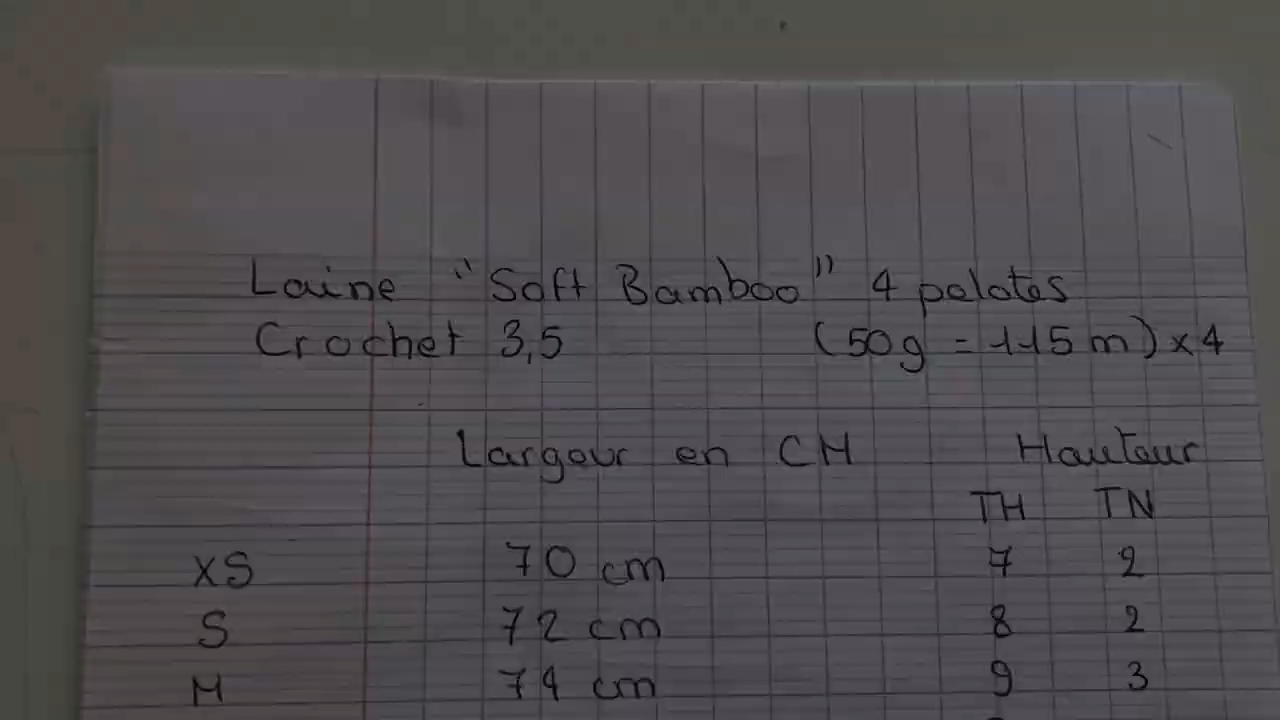 Laine "Soft Bamboo" 4 pelotes
Crochet 3,5 (50g = 115 m) x 4
Largeur en CM Hauteur
TH TN
XS 70 cm 7 2
S 72 cm 8 2
M 74 cm 9 3